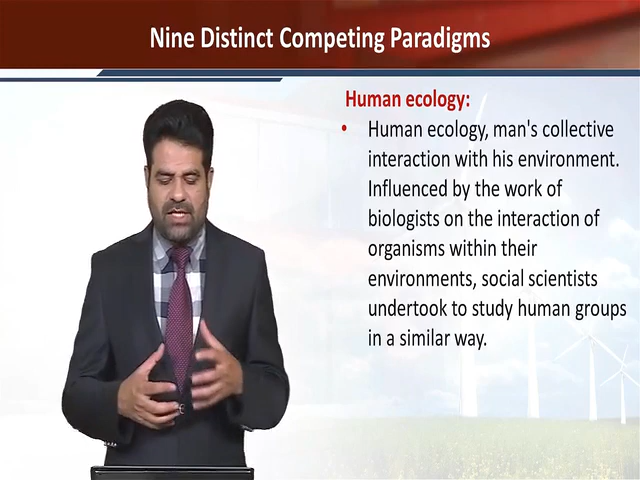 Nine Distinct Competing Paradigms
Human ecology:
• Human ecology, man's collective
interaction with his environment.
Influenced by the work of
biologists on the interaction of
organisms within their
environments, social scientists
undertook to study human groups
in a similar way.